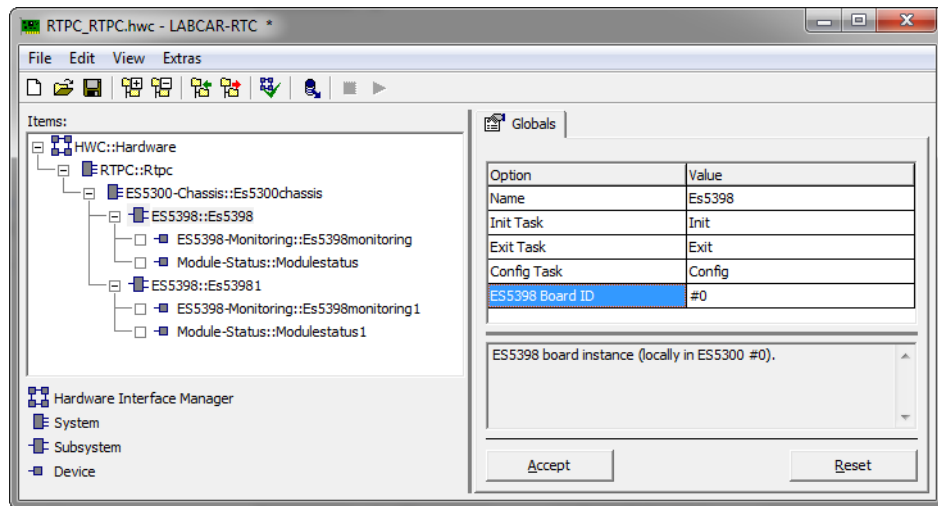 RTPC_RTPC.hwc - LABCAR-RTC *
File Edit View Extras
Items:
HWC::Hardware
RTPC::Rtpc
ES5300-Chassis::Es5300chassis
ES5398::Es5398
ES5398-Monitoring::Es5398monitoring
Module-Status::Modulestatus
ES5398::Es53981
ES5398-Monitoring::Es5398monitoring1
Module-Status::Modulestatus1
Hardware Interface Manager
System
Subsystem
Device
Globals
Option Value
Name Es5398
Init Task Init
Exit Task Exit
Config Task Config
ES5398 Board ID #0
ES5398 board instance (locally in ES5300 #0).
Accept Reset